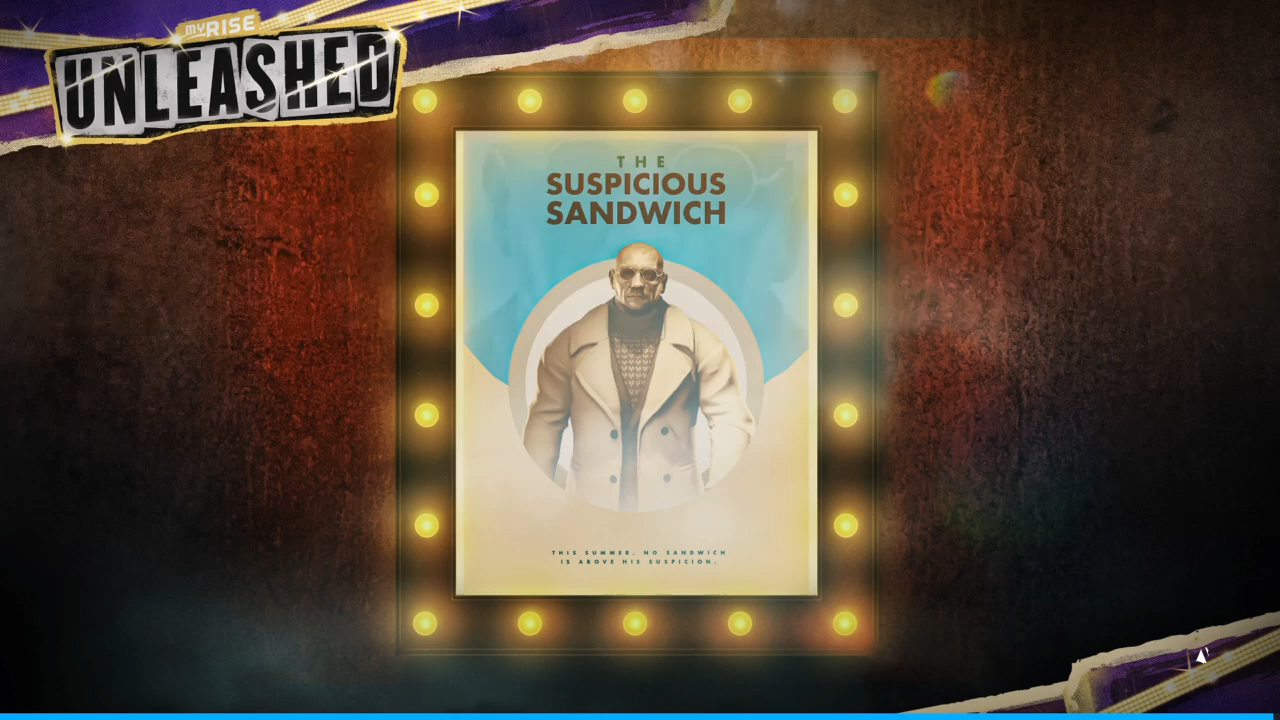 MYRISE
UNLEASHED
THE
SUSPICIOUS
SANDWICH
THIS SUMMER, NO SANDWICH
IS ABOVE HIS SUSPICION.